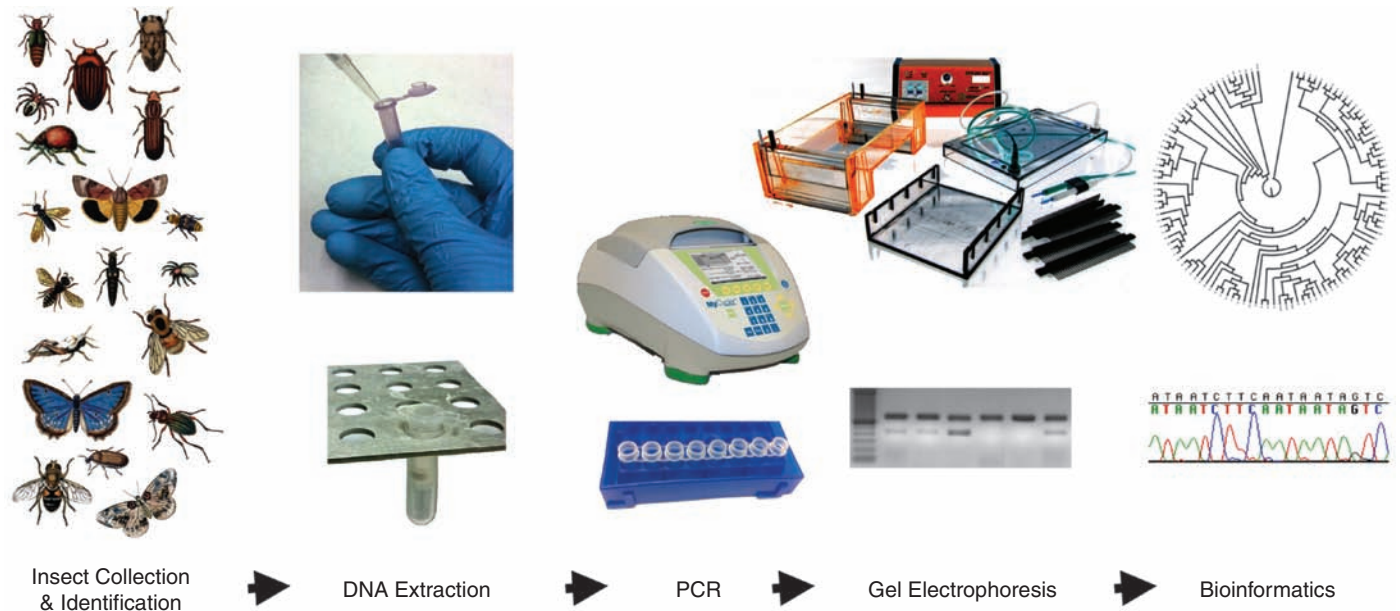 ATAATCTTCAATAATAGTC
ATAATCTTCAATAATAGTC
Insect Collection
& Identification
DNA Extraction
PCR
Gel Electrophoresis
Bioinformatics